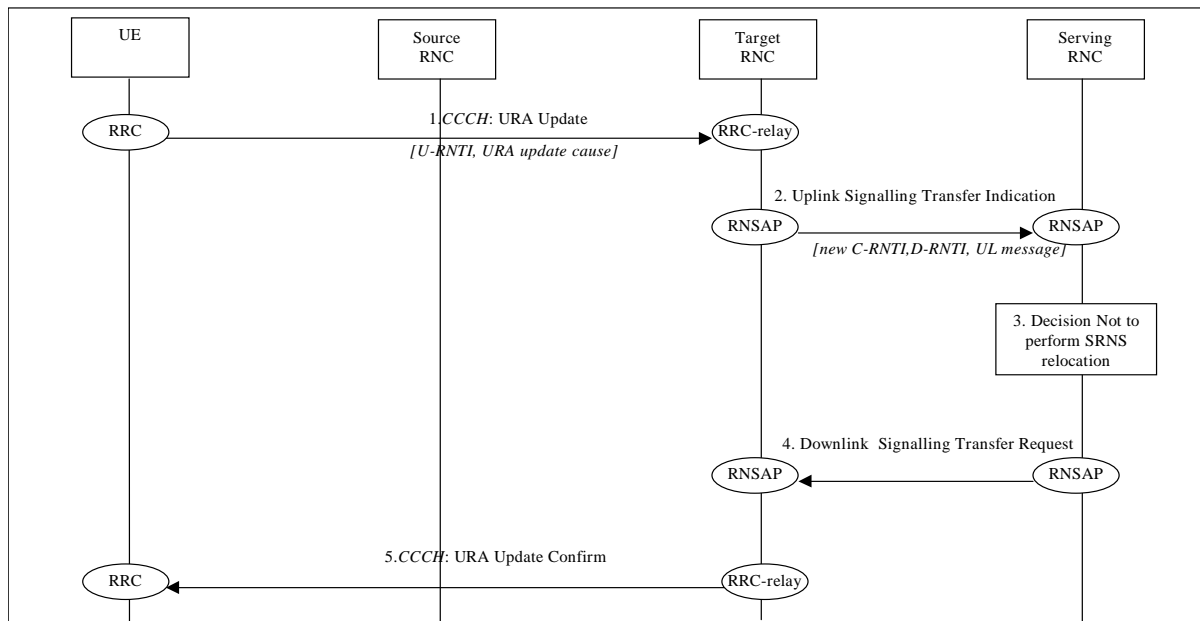 UE
Source
RNC
Target
RNC
Serving
RNC
RRC
1.CCCH: URA Update
[U-RNTI, URA update cause]
RRC-relay
2. Uplink Signalling Transfer Indication
RNSAP
[new C-RNTI,D-RNTI, UL message]
RNSAP
3. Decision Not to
perform SRNS
relocation
4. Downlink Signalling Transfer Request
RNSAP
RNSAP
5.CCCH: URA Update Confirm
RRC
RRC-relay